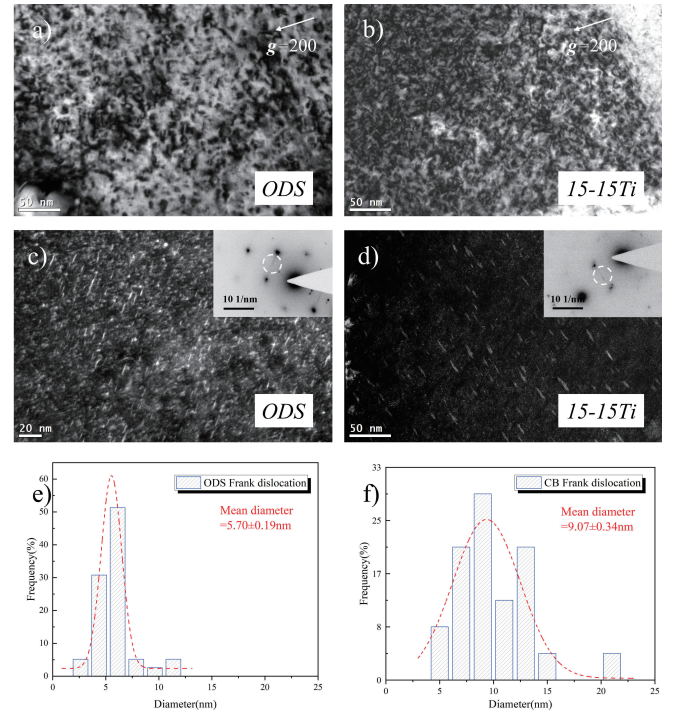 a)
g=200
ODS
50 nm
b)
g=200
15-15Ti
50 nm
c)
10 1/nm
ODS
20 nm
d)
10 1/nm
15-15Ti
50 nm
e)
ODS Frank dislocation
Mean diameter
=5.70±0.19nm
60
50
40
30
20
10
0
Frequency(%)
0 5 10 15 20 25
Diameter(nm)
f)
CB Frank dislocation
Mean diameter
=9.07±0.34nm
33
25
17
8
0
Frequency(%)
0 5 10 15 20 25
Diameter(nm)